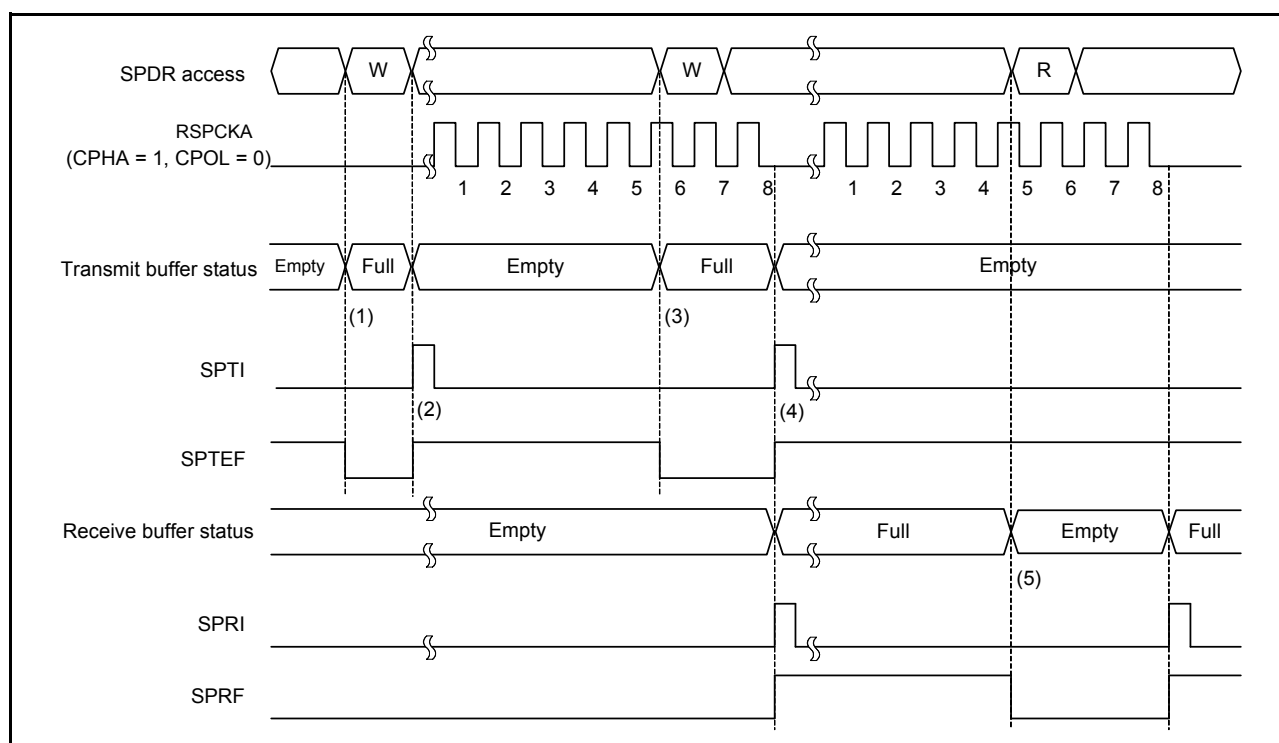 SPDR access W W R
RSPCKA
(CPHA = 1, CPOL = 0)
1 2 3 4 5 6 7 8 1 2 3 4 5 6 7 8
Transmit buffer status Empty Full Empty Full Empty
(1) (3)
SPTI
(2) (4)
SPTEF
Receive buffer status Empty Full Empty Full
(5)
SPRI
SPRF